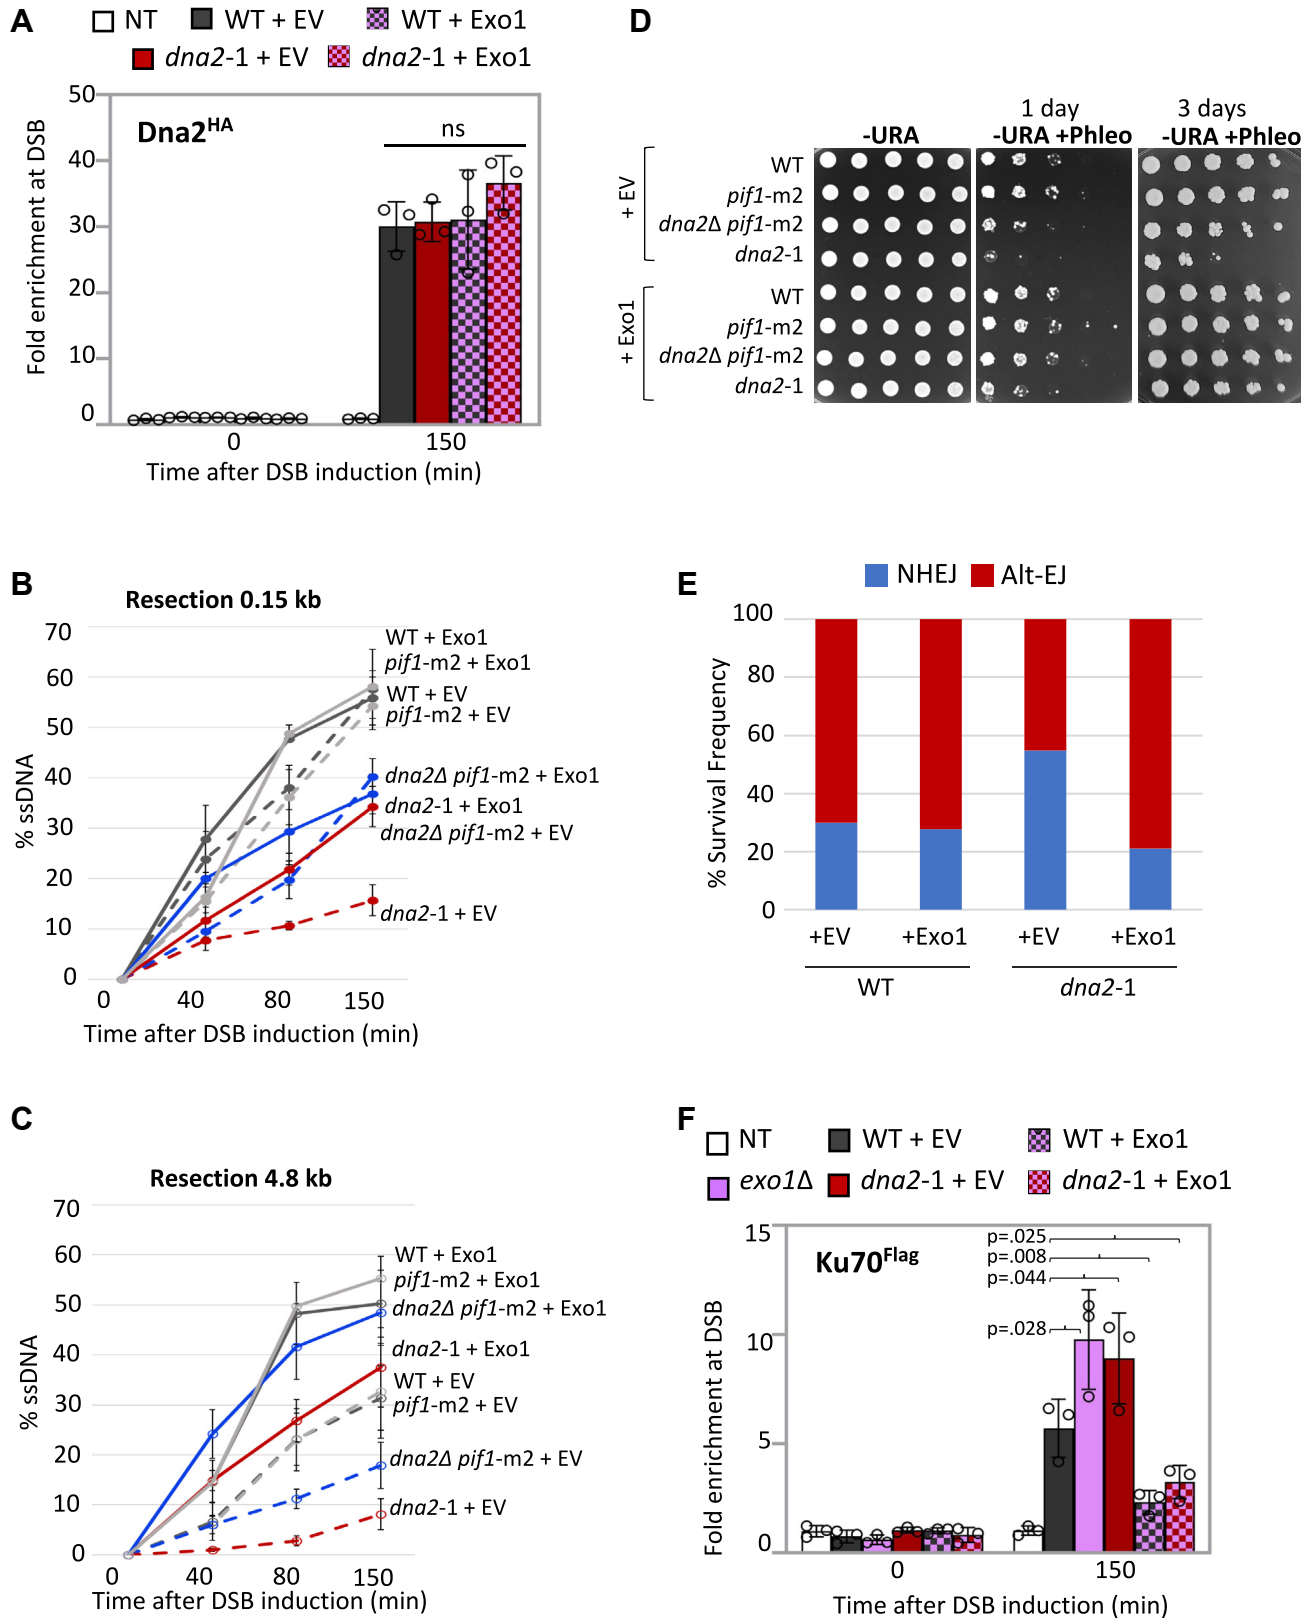 A
NT WT + EV WT + Exo1
dna2-1 + EV dna2-1 + Exo1
Dna2HA
ns
Fold enrichment at DSB
50
40
30
20
10
0
0 150
Time after DSB induction (min)
B
Resection 0.15 kb
% ssDNA
70
60
50
40
30
20
10
0
WT + Exo1
pif1-m2 + Exo1
WT + EV
pif1-m2 + EV
dna2Δ pif1-m2 + Exo1
dna2-1 + Exo1
dna2Δ pif1-m2 + EV
dna2-1 + EV
0 40 80 150
Time after DSB induction (min)
C
Resection 4.8 kb
% ssDNA
70
60
50
40
30
20
10
0
WT + Exo1
pif1-m2 + Exo1
dna2Δ pif1-m2 + Exo1
dna2-1 + Exo1
WT + EV
pif1-m2 + EV
dna2Δ pif1-m2 + EV
dna2-1 + EV
0 40 80 150
Time after DSB induction (min)
D
1 day 3 days
-URA -URA +Phleo -URA +Phleo
+ EV
WT
pif1-m2
dna2Δ pif1-m2
dna2-1
+ Exo1
WT
pif1-m2
dna2Δ pif1-m2
dna2-1
E
NHEJ Alt-EJ
% Survival Frequency
100
80
60
40
20
0
+EV +Exo1 +EV +Exo1
WT dna2-1
F
NT WT + EV WT + Exo1
exo1Δ dna2-1 + EV dna2-1 + Exo1
Ku70Flag
p=.025
p=.008
p=.044
p=.028
Fold enrichment at DSB
15
10
5
0
0 150
Time after DSB induction (min)